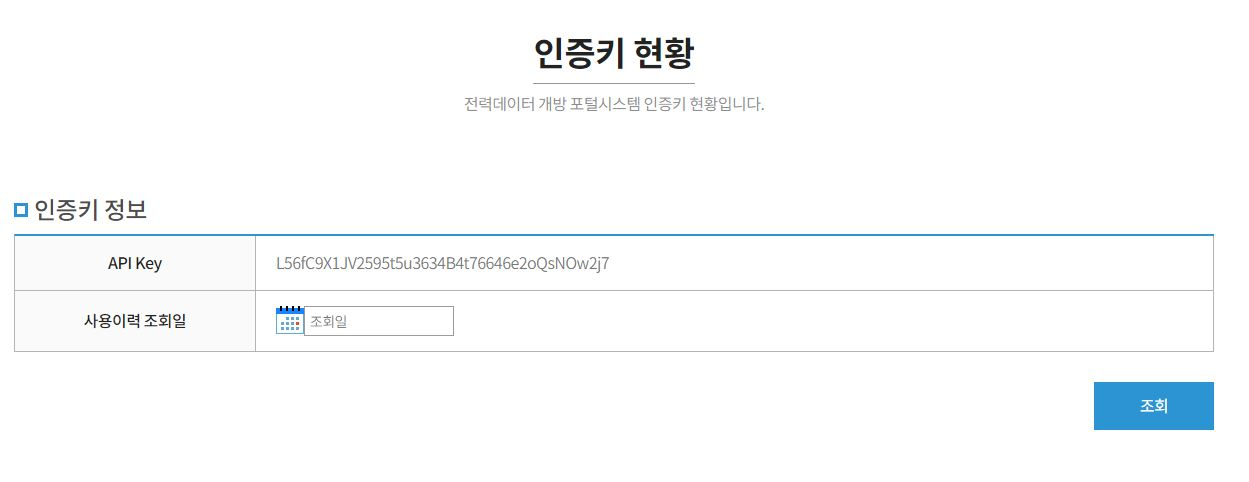 인증키 현황
전력데이터 개방 포털시스템 인증키 현황입니다.
인증키 정보
API Key
L56fC9X1JV2595t5u3634B4t76646e2oQsNOw2j7
사용이력 조회일
조회일
조회